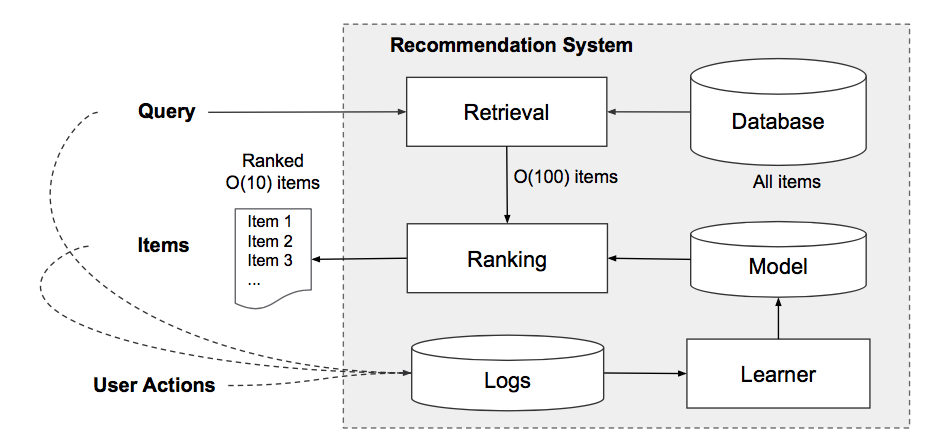 Recommendation System
Query
Retrieval
Database
All items
O(100) items
Ranked
O(10) items
Item 1
Item 2
Item 3
...
Items
Ranking
Model
User Actions
Logs
Learner